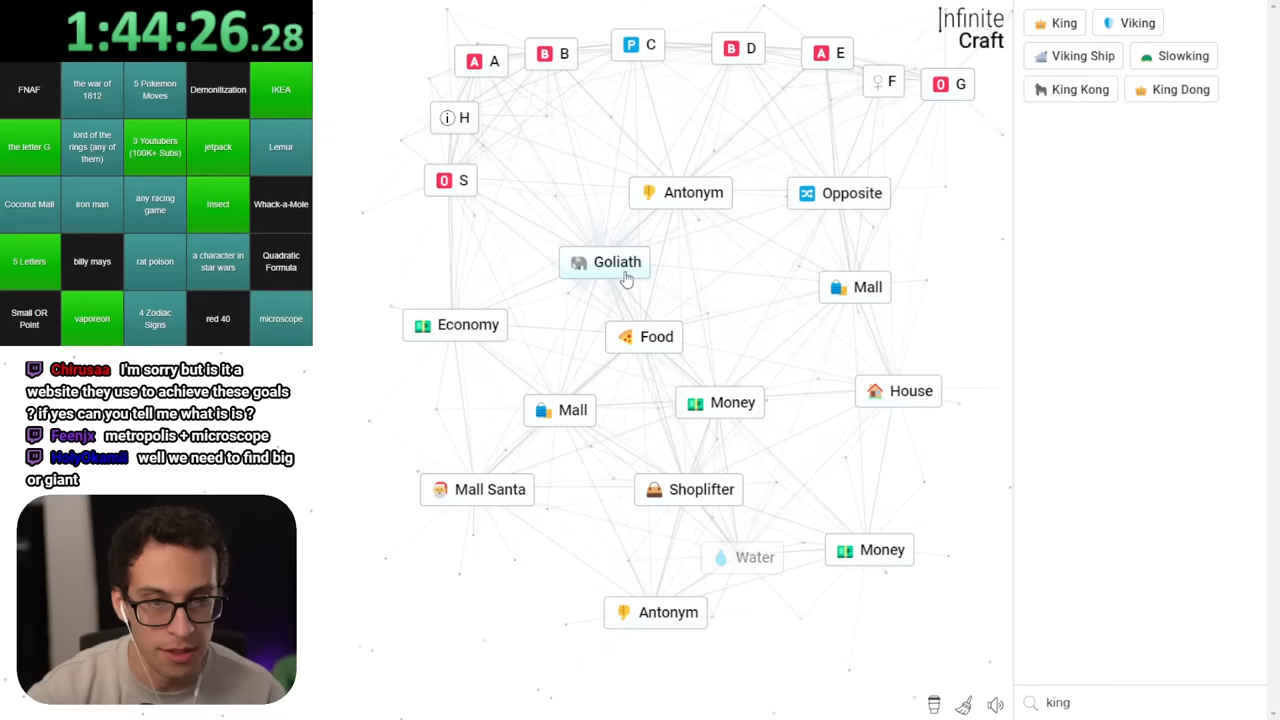 1:44:26.28
FNAF
the war of
1812
5 Pokemon
Moves
Demonitization
IKEA
the letter G
lord of the
rings (any of
them)
3 Youtubers
(100K+ Subs)
jetpack
Lemur
Coconut Mall
iron man
any racing
game
Insect
Whack-a-Mole
5 Letters
billy mays
rat poison
a character in
star wars
Quadratic
Formula
Small OR
Point
vaporeon
4 Zodiac
Signs
red 40
microscope
Chirusaa I'm sorry but is it a
website they use to achieve these goals
? if yes can you tell me what is is ?
Feenjx metropolis + microscope
HolyOkamii well we need to find big
or giant
Infinite
Craft
A A
B B
P C
B D
A E
♀ F
O G
i H
O S
Antonym
Opposite
Goliath
Mall
Economy
Food
House
Mall
Money
Mall Santa
Shoplifter
Water
Money
Antonym
King
Viking
Viking Ship
Slowking
King Kong
King Dong
king